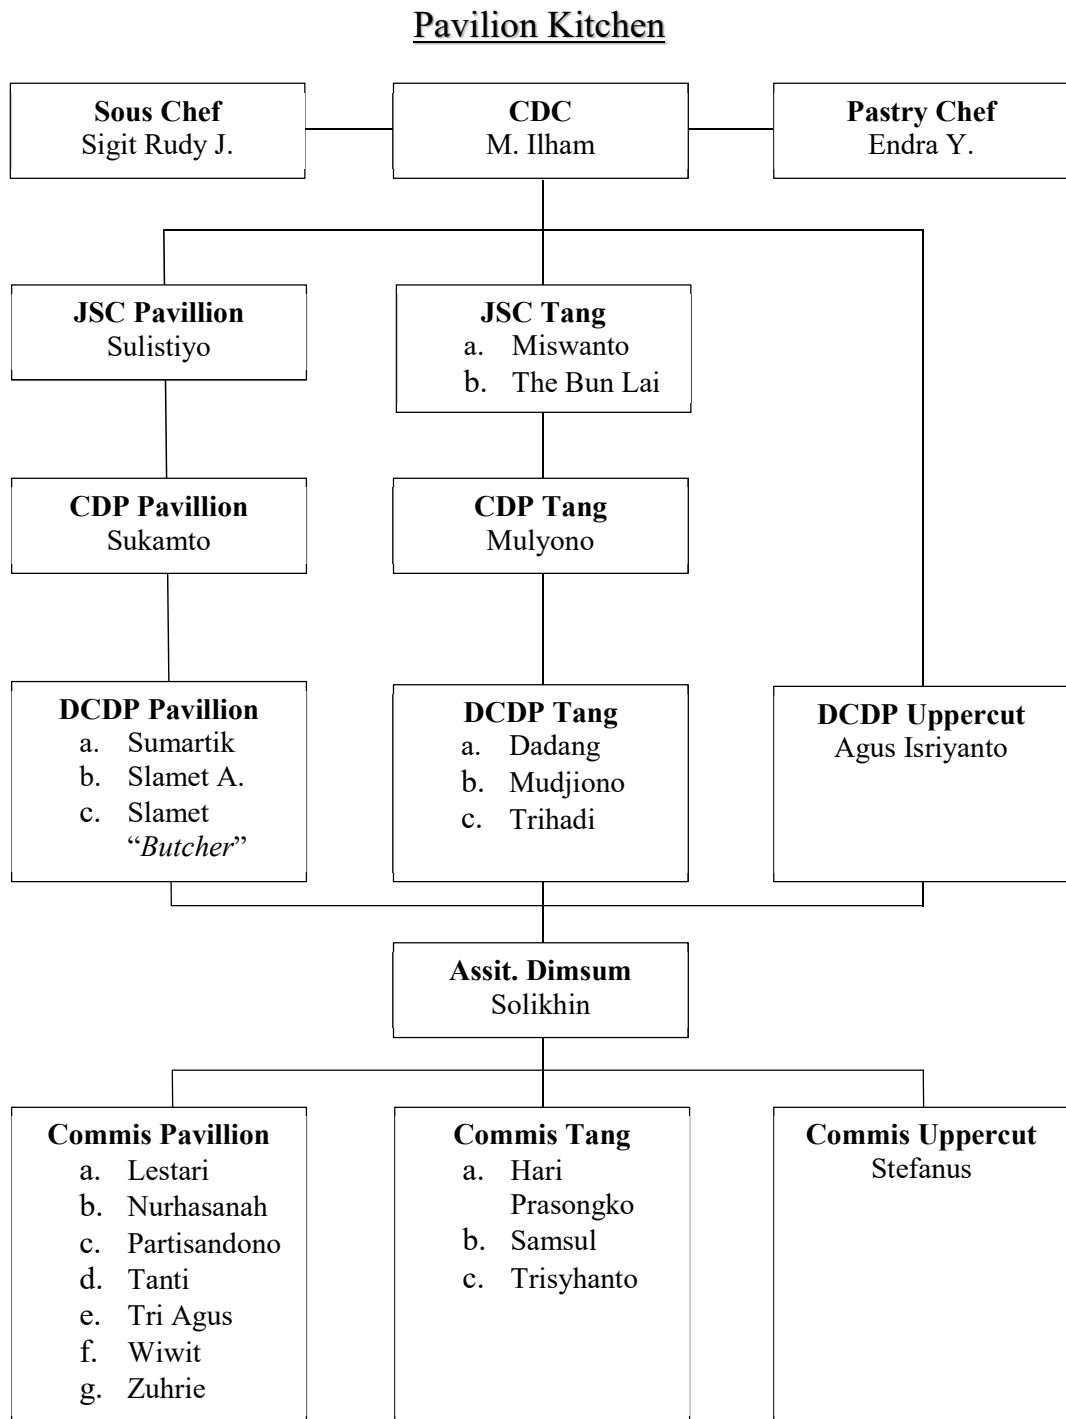 Pavilion Kitchen
Sous Chef
Sigit Rudy J.
CDC
M. Ilham
Pastry Chef
Endra Y.
JSC Pavillion
Sulistiyo
JSC Tang
a. Miswanto
b. The Bun Lai
CDP Pavillion
Sukamto
CDP Tang
Mulyono
DCDP Pavillion
a. Sumartik
b. Slamet A.
c. Slamet
“Butcher”
DCDP Tang
a. Dadang
b. Mudjiono
c. Trihadi
DCDP Uppercut
Agus Isriyanto
Assit. Dimsum
Solikhin
Commis Pavillion
a. Lestari
b. Nurhasanah
c. Partisandono
d. Tanti
e. Tri Agus
f. Wiwit
g. Zuhrie
Commis Tang
a. Hari
Prasongko
b. Samsul
c. Trisyhanto
Commis Uppercut
Stefanus